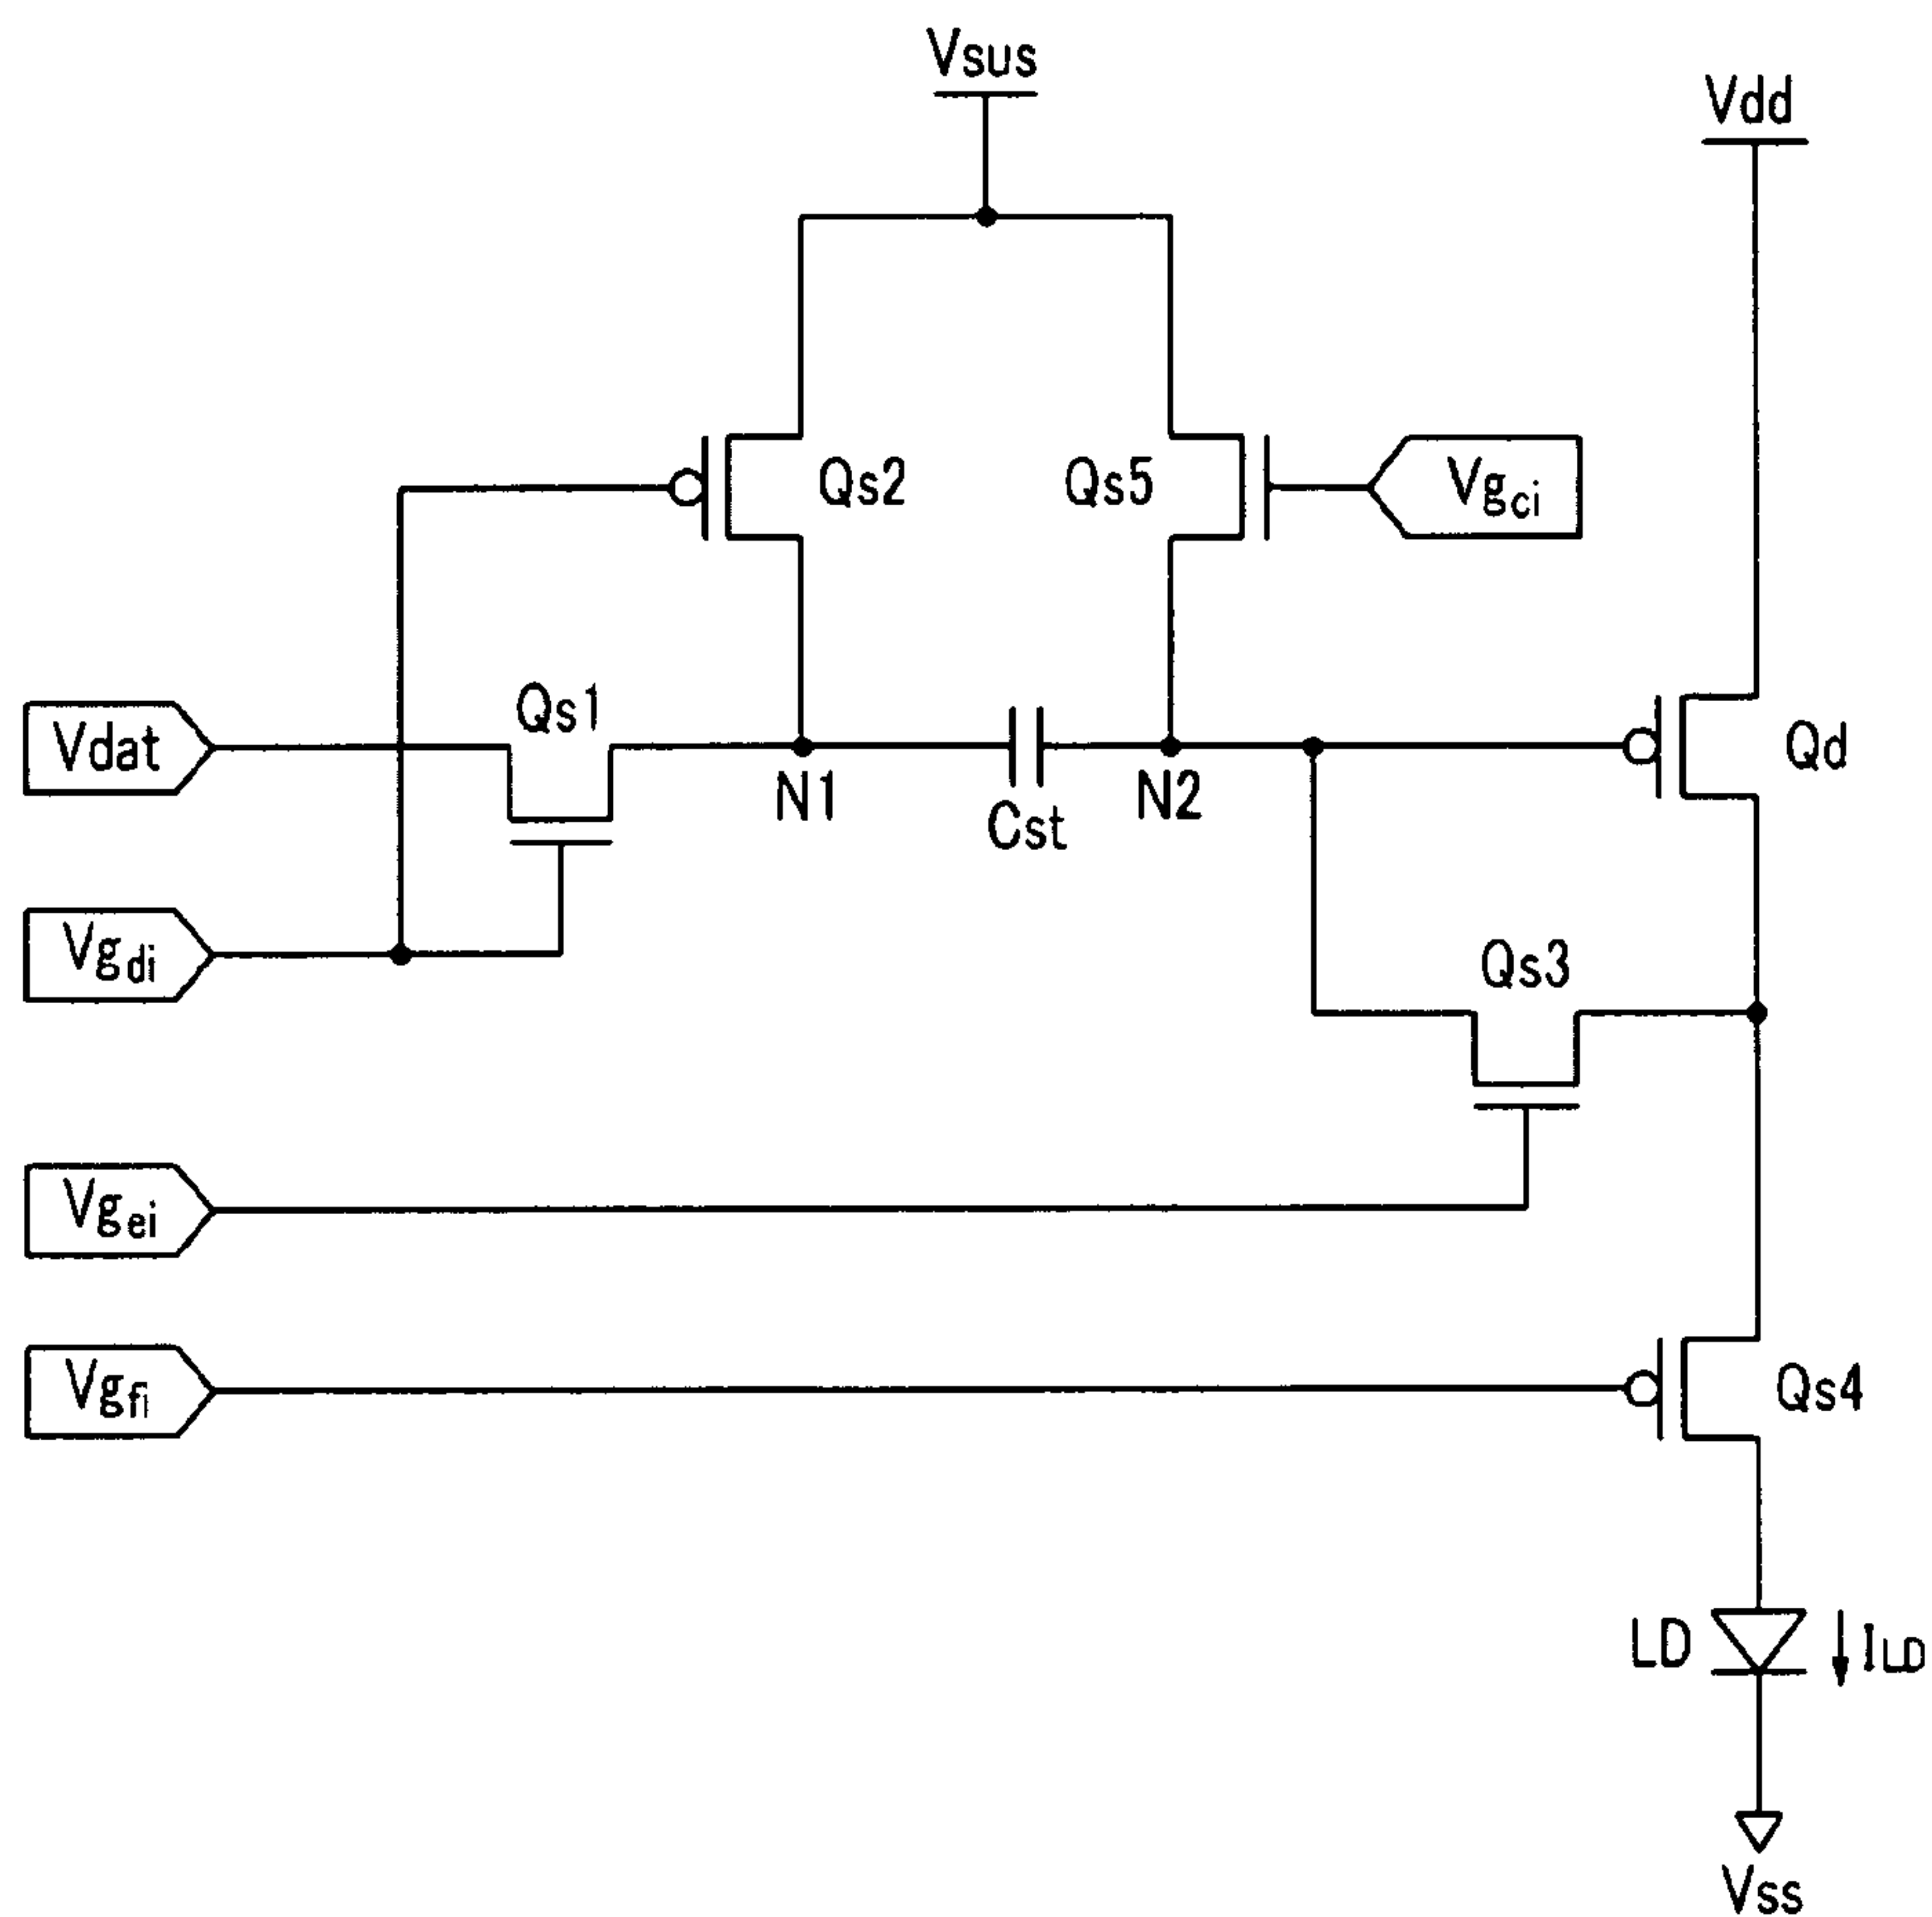 Vsus
Vdd
Qs2
Qs5
Vgci
Vdat
Qs1
N1
Cst
N2
Qd
Vgdi
Qs3
Vgei
Vgfi
Qs4
LD
ILD
Vss